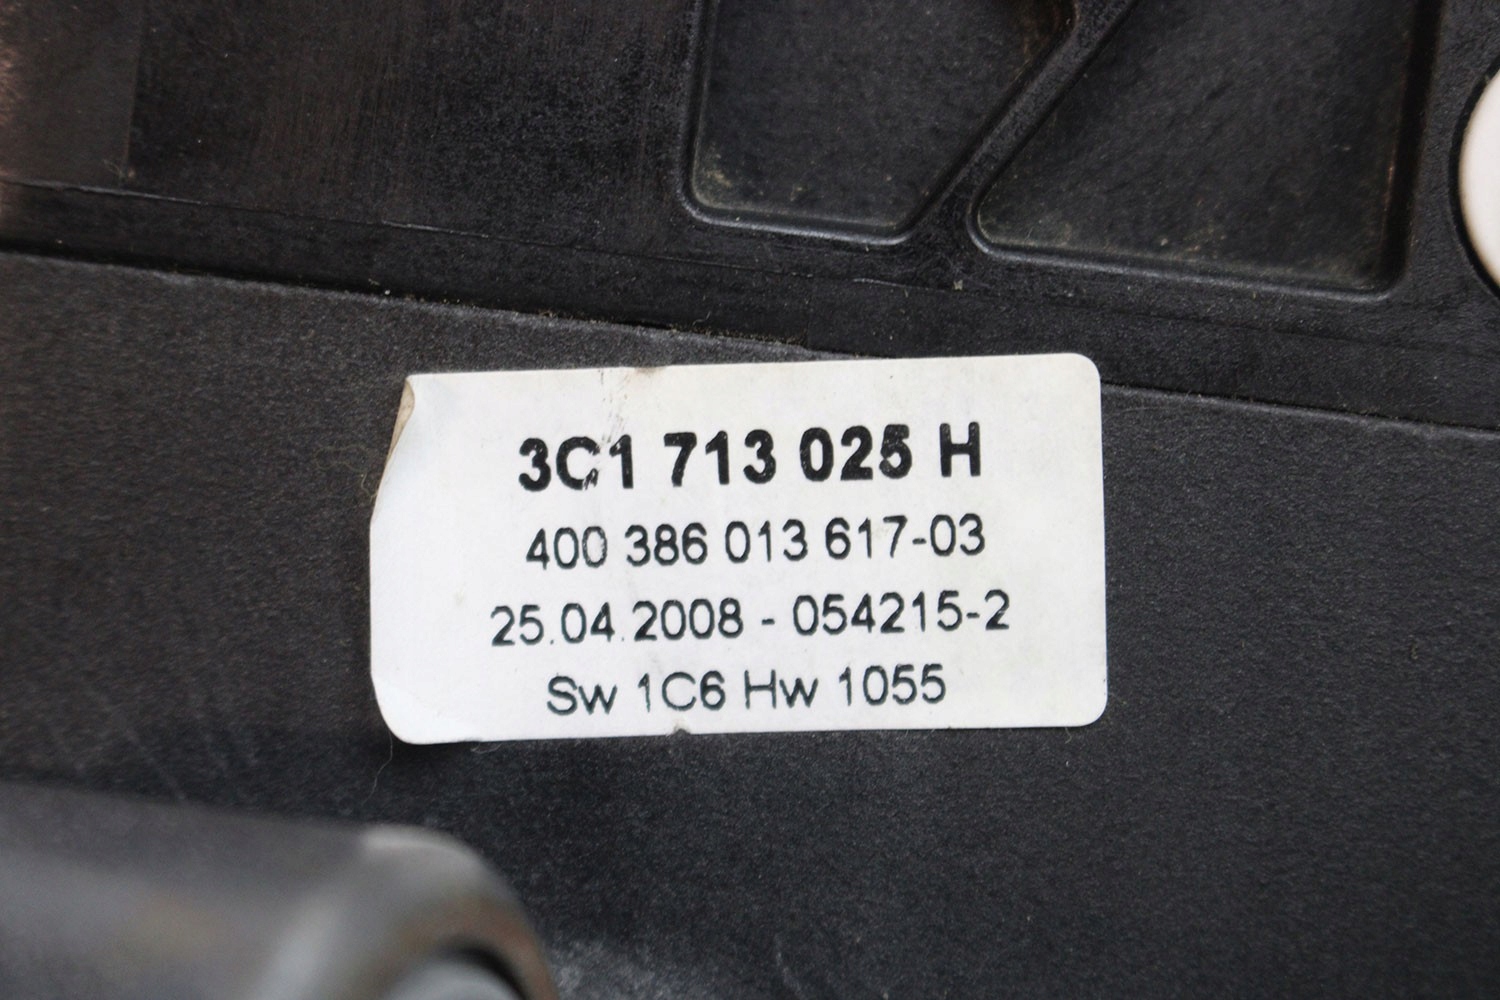 3C1 713 025 H
400 386 013 617-03
25.04.2008 - 054215-2
Sw 1C6 Hw 1055